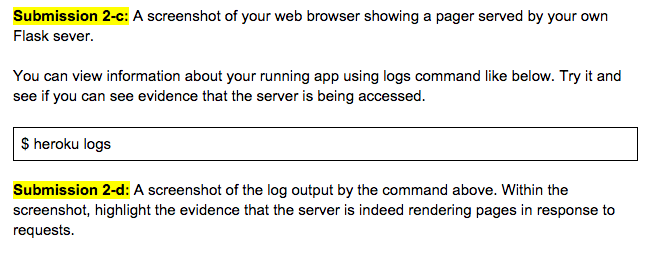 Submission 2-c: A screenshot of your web browser showing a pager served by your own
Flask sever.
You can view information about your running app using logs command like below. Try it and
see if you can see evidence that the server is being accessed.
$ heroku logs
Submission 2-d: A screenshot of the log output by the command above. Within the
screenshot, highlight the evidence that the server is indeed rendering pages in response to
requests.